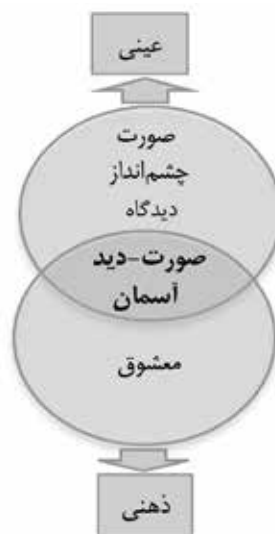 عینی
صورت
چشم‌انداز
دیدگاه
صورت-دید
آسمان
معشوق
ذهنی